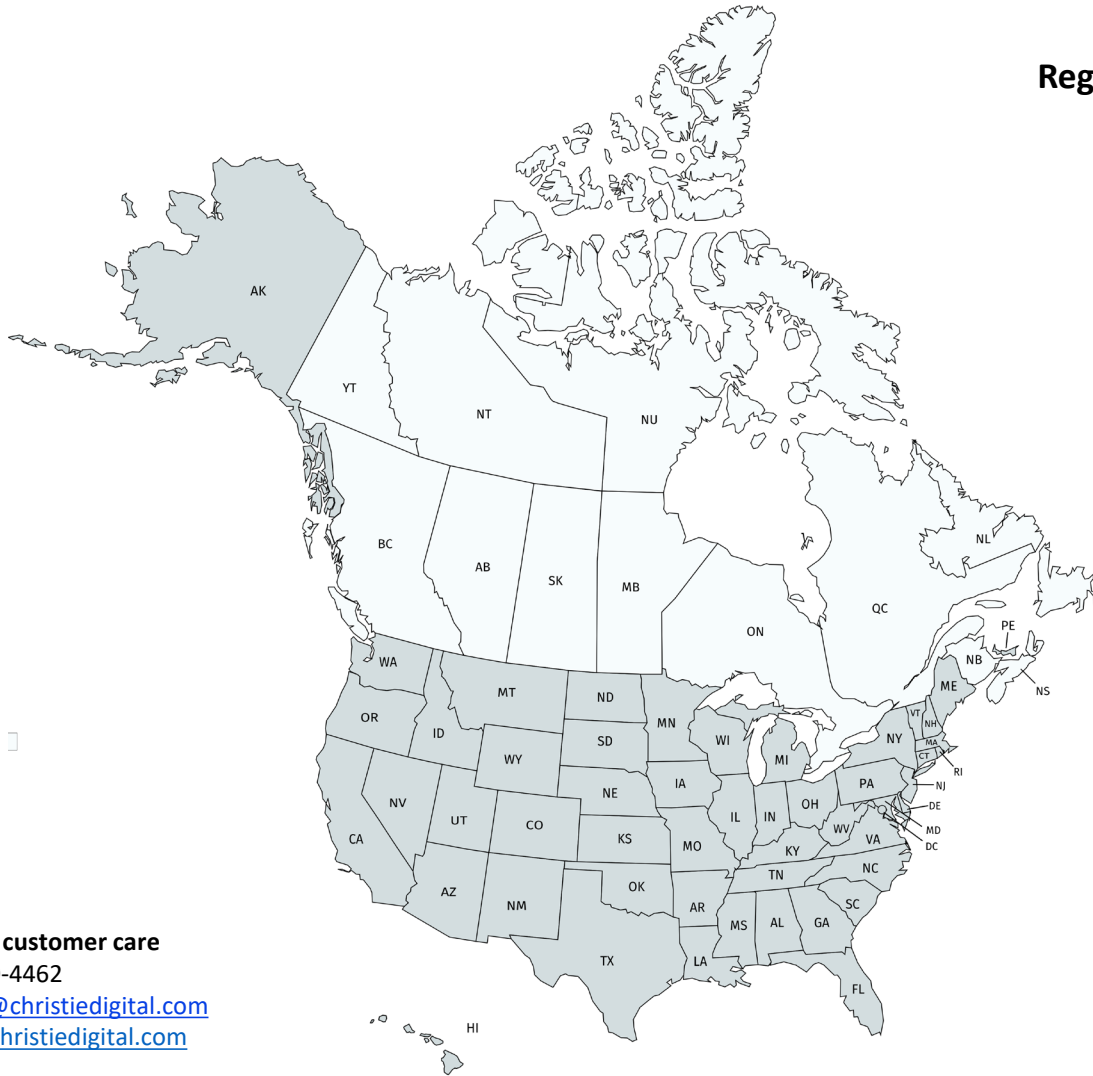 Reg
AK
YT
NT
NU
BC
AB
SK
MB
ON
QC
NL
PE
NB
NS
WA
MT
ND
MN
ME
VT
NH
OR
ID
SD
WI
NY
MA
MI
CT
RI
WY
IA
PA
NJ
NV
NE
OH
DE
UT
CO
IL
IN
MD
WV
CA
KS
MO
VA
DC
KY
NC
TN
AZ
OK
NM
AR
SC
MS
AL
GA
TX
LA
FL
HI
customer care
-4462
@christiedigital.com
hristiedigital.com